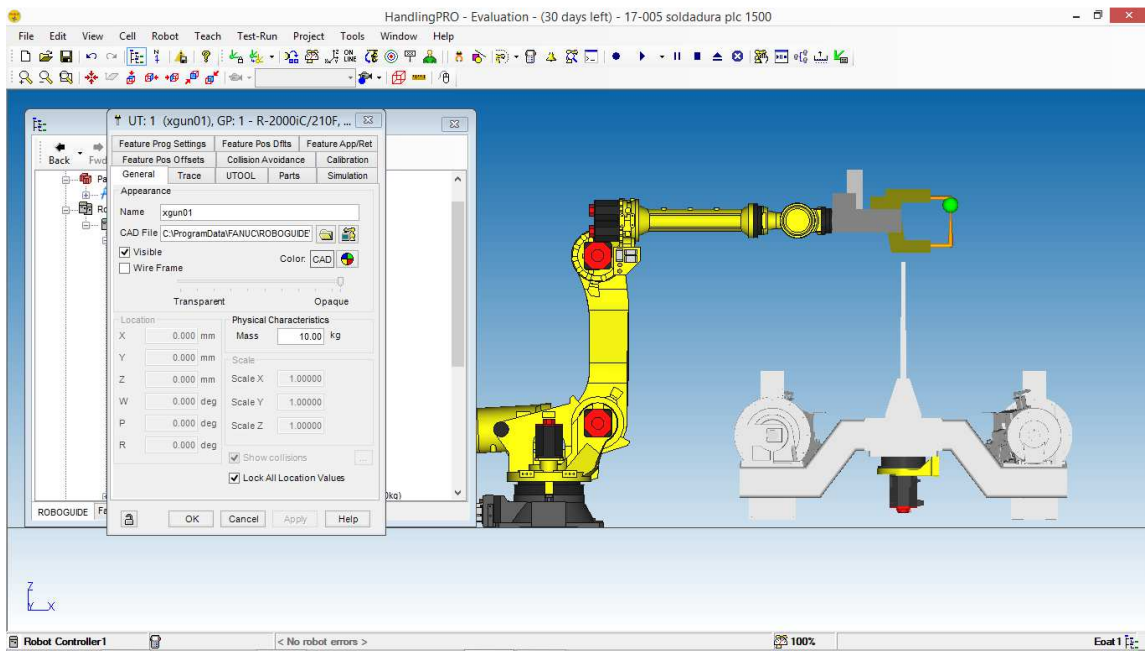 HandlingPRO - Evaluation - (30 days left) - 17-005 soldadura plc 1500
File Edit View Cell Robot Teach Test-Run Project Tools Window Help
UT: 1 (xgun01), GP: 1 - R-2000iC/210F, ...
Back Fwd
Feature Prog Settings Feature Pos Dflts Feature App/Ret
Feature Pos Offsets Collision Avoidance Calibration
General Trace UTOOL Parts Simulation
Pa
Ro
Appearance
Name xgun01
CAD File C:\ProgramData\FANUC\ROBOGUIDE
Visible
Color: CAD
Wire Frame
Transparent Opaque
Location Physical Characteristics
X 0.000 mm Mass 10.00 kg
Y 0.000 mm Scale
Z 0.000 mm Scale X 1.00000
W 0.000 deg Scale Y 1.00000
P 0.000 deg Scale Z 1.00000
R 0.000 deg
Show collisions ...
Lock All Location Values
0kg)
ROBOGUIDE Fa
OK Cancel Apply Help
Z
Y X
Robot Controller1 < No robot errors > 100% Eoat1